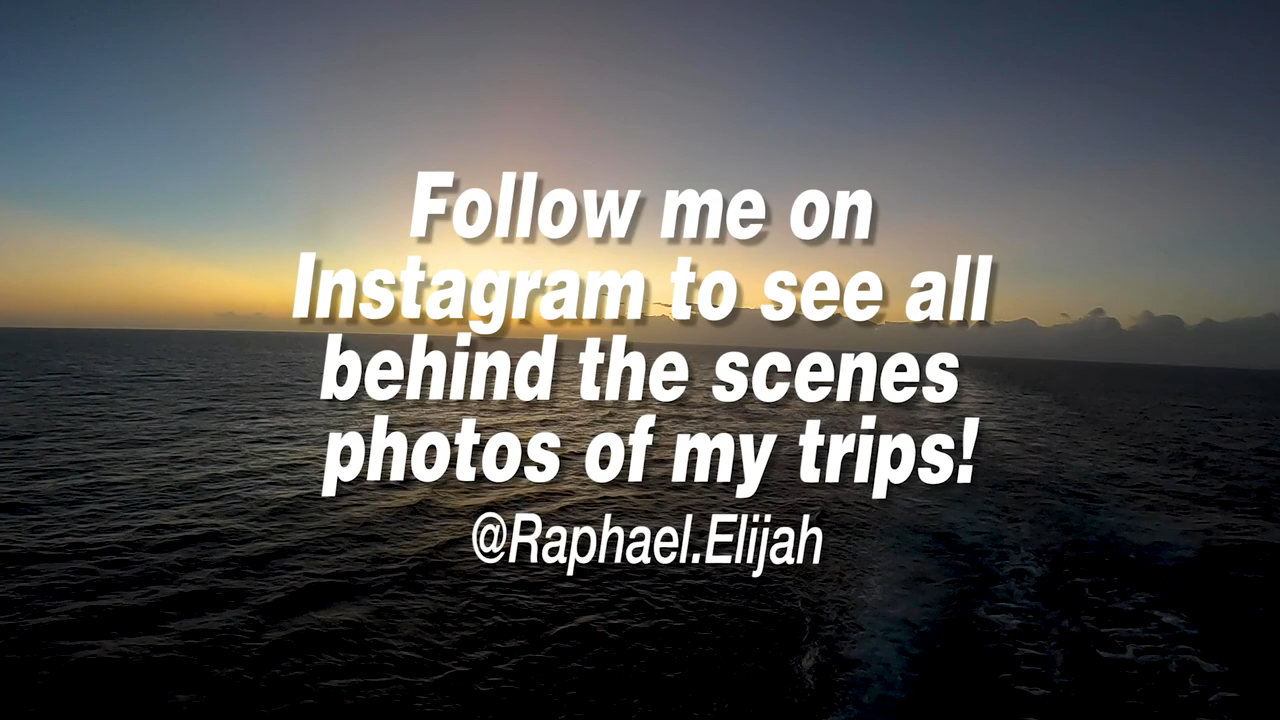 Follow me on
Instagram to see all
behind the scenes
photos of my trips!
@Raphael.Elijah